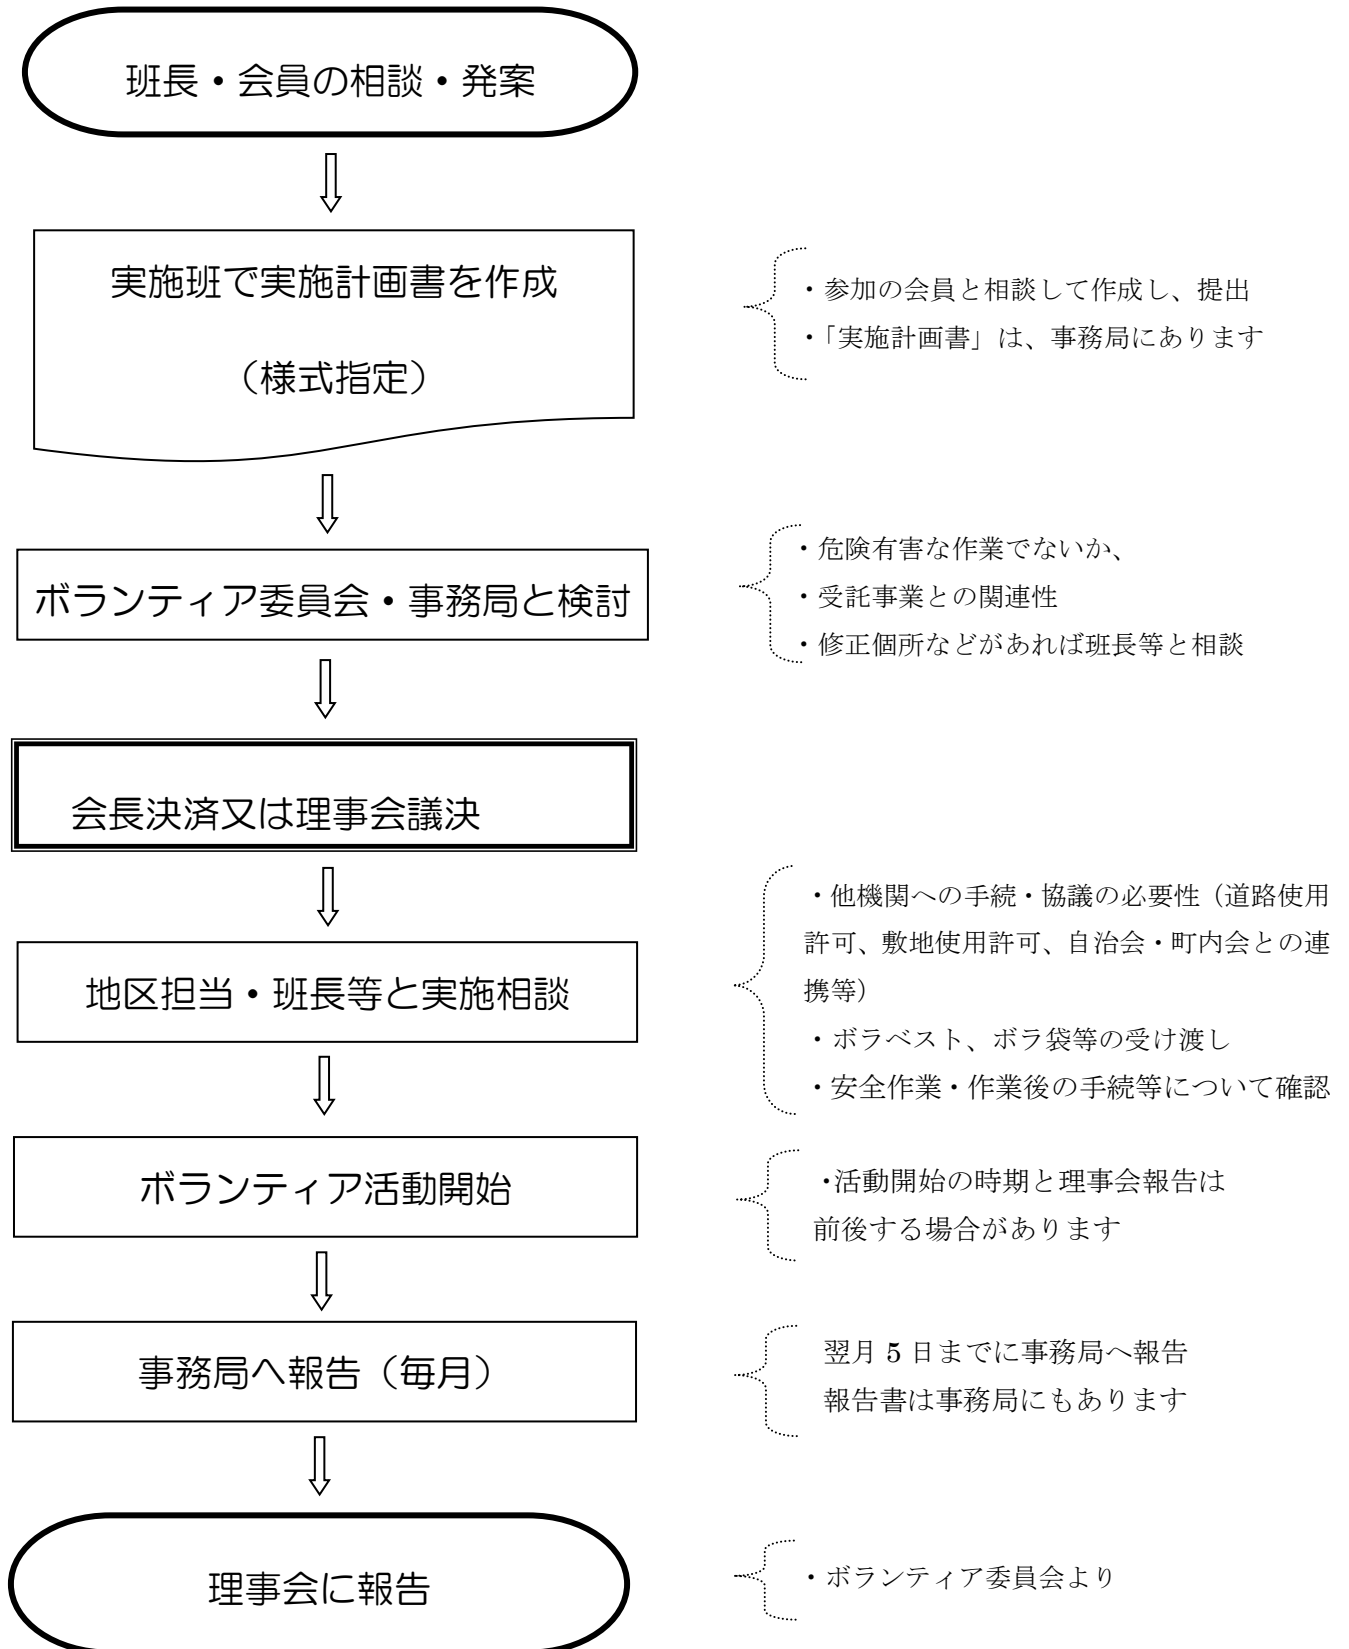 班長・会員の相談・発案
実施班で実施計画書を作成
（様式指定）
・参加の会員と相談して作成し、提出
・「実施計画書」は、事務局にあります
ボランティア委員会・事務局と検討
・危険有害な作業でないか、
・受託事業との関連性
・修正個所などがあれば班長等と相談
会長決済又は理事会議決
地区担当・班長等と実施相談
・他機関への手続・協議の必要性（道路使用
許可、敷地使用許可、自治会・町内会との連
携等）
・ボラベスト、ボラ袋等の受け渡し
・安全作業・作業後の手続等について確認
ボランティア活動開始
・活動開始の時期と理事会報告は
前後する場合があります
事務局へ報告（毎月）
翌月 5 日までに事務局へ報告
報告書は事務局にもあります
理事会に報告
・ボランティア委員会より